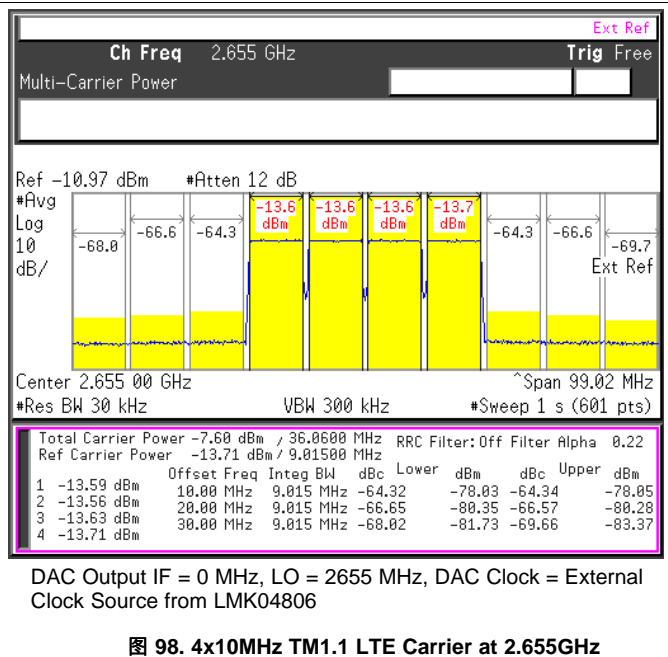 Ext Ref
Ch Freq 2.655 GHz Trig Free
Multi-Carrier Power
Ref -10.97 dBm #Atten 12 dB
#Avg
Log
10
dB/
-68.0 -66.6 -64.3 -13.6 dBm -13.6 dBm -13.6 dBm -13.7 dBm -64.3 -66.6 -69.7
Ext Ref
Center 2.655 00 GHz ^Span 99.02 MHz
#Res BW 30 kHz VBW 300 kHz #Sweep 1 s (601 pts)
Total Carrier Power -7.60 dBm / 36.0600 MHz RRC Filter: Off Filter Alpha 0.22
Ref Carrier Power -13.71 dBm / 9.01500 MHz
Offset Freq Integ BW dBc Lower dBm dBc Upper dBm
1 -13.59 dBm 10.00 MHz 9.015 MHz -64.32 -78.03 -64.34 -78.05
2 -13.56 dBm 20.00 MHz 9.015 MHz -66.65 -80.35 -66.57 -80.28
3 -13.63 dBm 30.00 MHz 9.015 MHz -68.02 -81.73 -69.66 -83.37
4 -13.71 dBm
DAC Output IF = 0 MHz, LO = 2655 MHz, DAC Clock = External
Clock Source from LMK04806
图 98. 4x10MHz TM1.1 LTE Carrier at 2.655GHz